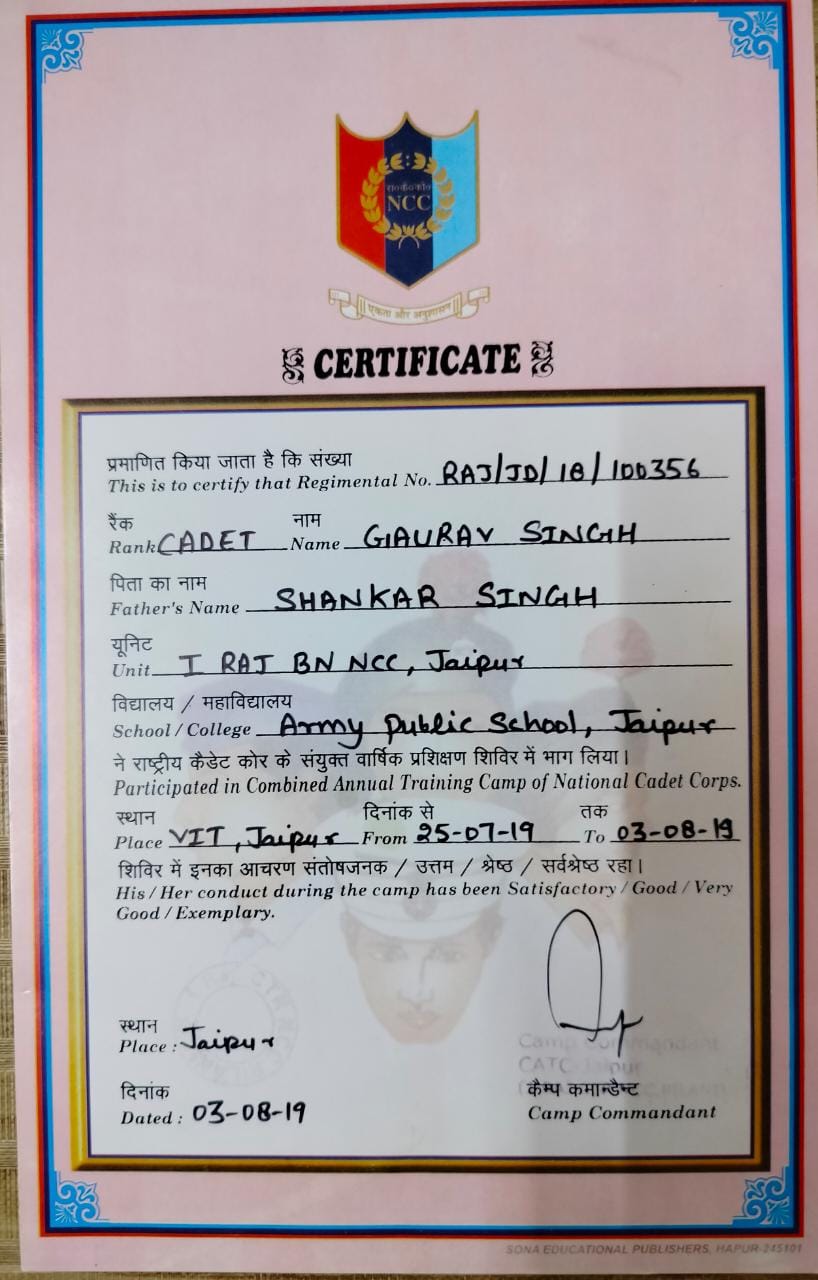 रा०कै०को०
NCC
एकता और अनुशासन
CERTIFICATE
प्रमाणित किया जाता है कि संख्या
This is to certify that Regimental No. RAJ/JD/18/100356
रैंक नाम
Rank CADET Name GAURAV SINGH
पिता का नाम
Father's Name SHANKAR SINGH
यूनिट
Unit I RAJ BN NCC, Jaipur
विद्यालय / महाविद्यालय
School / College Army Public School, Jaipur
ने राष्ट्रीय कैडेट कोर के संयुक्त वार्षिक प्रशिक्षण शिविर में भाग लिया।
Participated in Combined Annual Training Camp of National Cadet Corps.
स्थान दिनांक से तक
Place VIT, Jaipur From 25-07-19 To 03-08-19
शिविर में इनका आचरण संतोषजनक / उत्तम / श्रेष्ठ / सर्वश्रेष्ठ रहा।
His / Her conduct during the camp has been Satisfactory / Good / Very
Good / Exemplary.
स्थान
Place : Jaipur
Camp Commandant
CATC Jaipur
दिनांक
Dated : 03-08-19
कैम्प कमान्डैन्ट
Camp Commandant
SONA EDUCATIONAL PUBLISHERS, HAPUR-245101